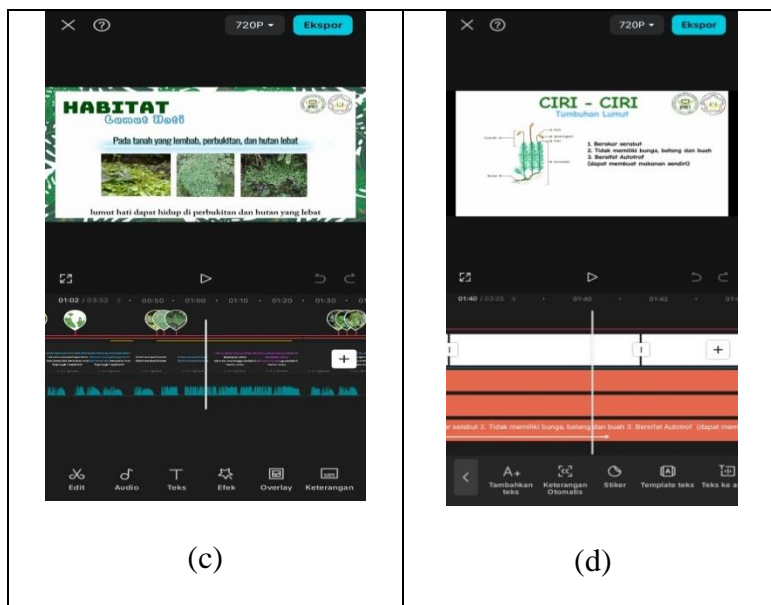 720P
Ekspor
HABITAT
Lumut Hati
Pada tanah yang lembab, perbukitan, dan hutan lebat
lumut hati dapat hidup di perbukitan dan hutan yang lebat
01:02 / 03:52
00:50
01:00
01:10
01:20
01:30
Edit
Audio
Teks
Efek
Overlay
Keterangan
(c)
720P
Ekspor
CIRI - CIRI
Tumbuhan Lumut
1. Berakar serabut
2. Tidak memiliki bunga, batang dan buah
3. Bersifat Autotrof
(dapat membuat makanan sendiri)
01:40
01:40
01:42
serabut 2. Tidak memiliki bunga, batang dan buah 3. Bersifat Autotrof (dapat mem
Tambahkan teks
Keterangan Otomatis
Stiker
Template teks
Teks ke
(d)